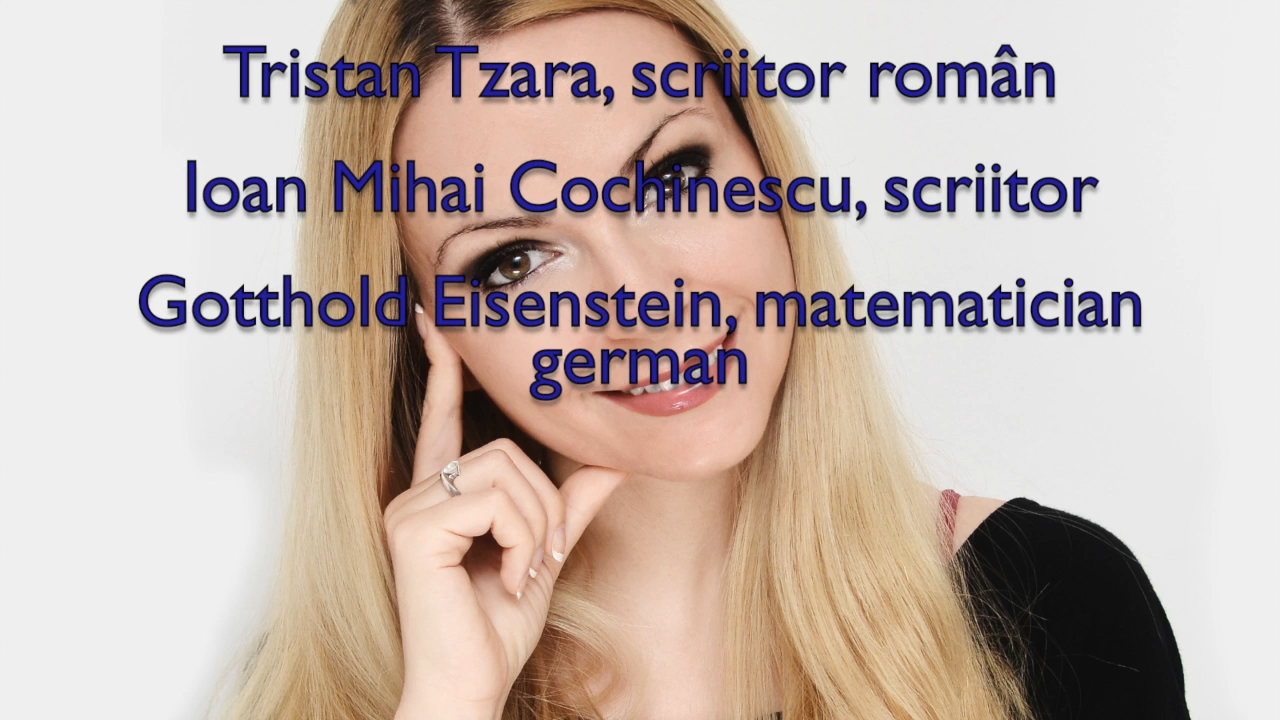 Tristan Tzara, scriitor român
Ioan Mihai Cochinescu, scriitor
Gotthold Eisenstein, matematician
german